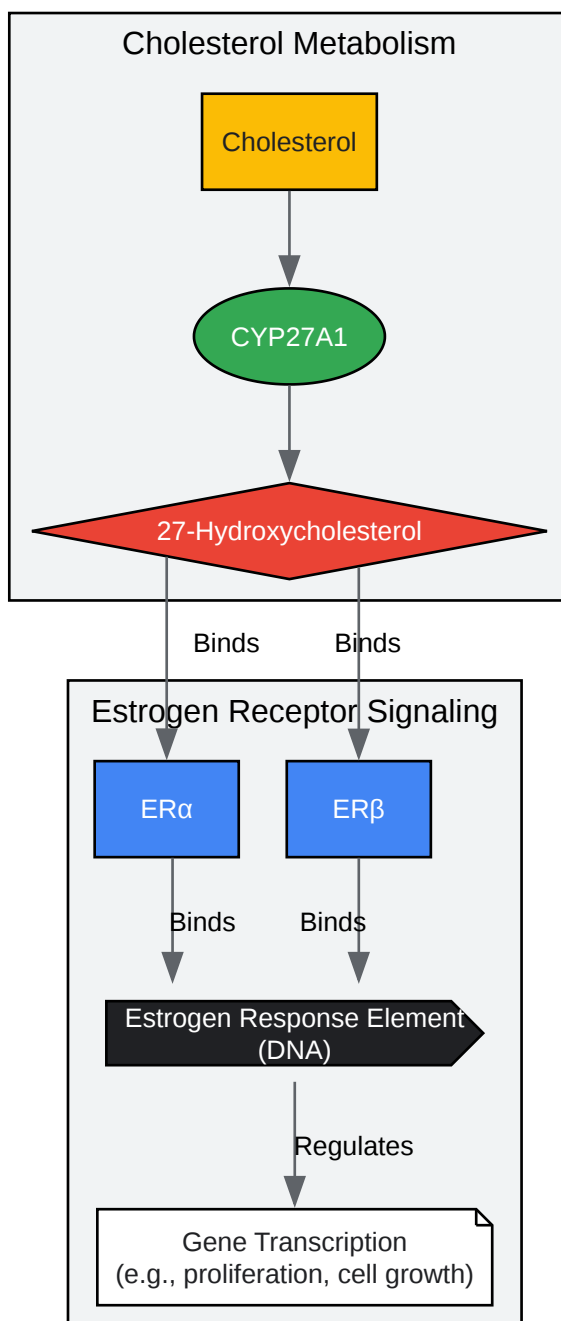 Cholesterol Metabolism
Cholesterol
CYP27A1
27-Hydroxycholesterol
Binds
Binds
Estrogen Receptor Signaling
ERα
ERβ
Binds
Binds
Estrogen Response Element
(DNA)
Regulates
Gene Transcription
(e.g., proliferation, cell growth)